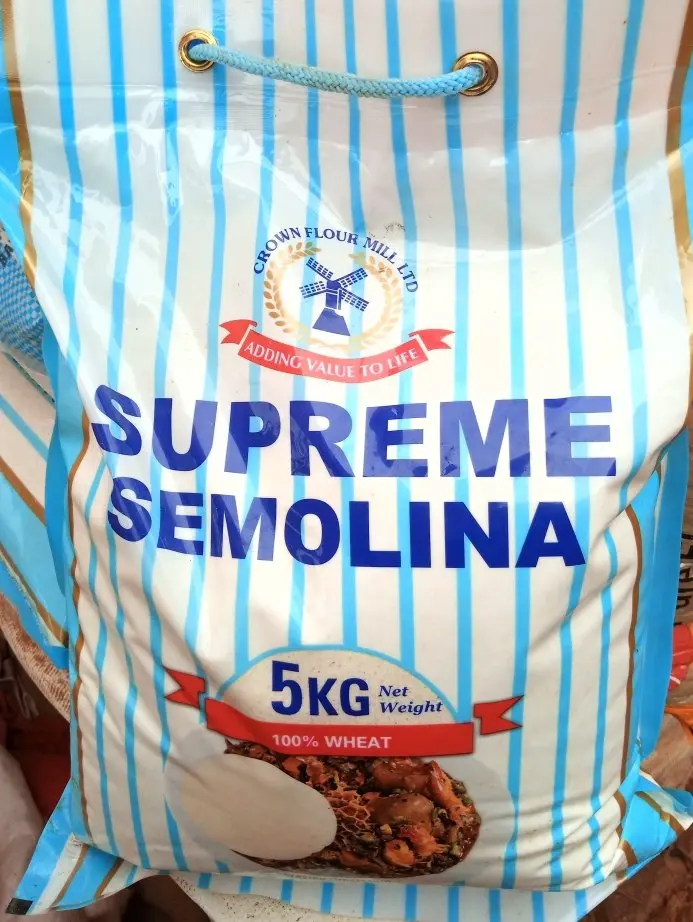 CROWN FLOUR MILL LTD
ADDING VALUE TO LIFE
SUPREME
SEMOLINA
5KG Net
Weight
100% WHEAT